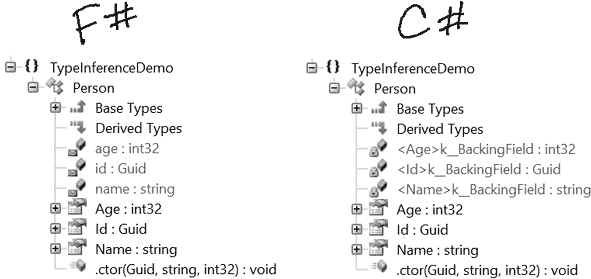 F#
TypeInferenceDemo
Person
Base Types
Derived Types
age : int32
id : Guid
name : string
Age : int32
Id : Guid
Name : string
.ctor(Guid, string, int32) : void
C#
TypeInferenceDemo
Person
Base Types
Derived Types
<Age>k__BackingField : int32
<Id>k__BackingField : Guid
<Name>k__BackingField : string
Age : int32
Id : Guid
Name : string
.ctor(Guid, string, int32) : void